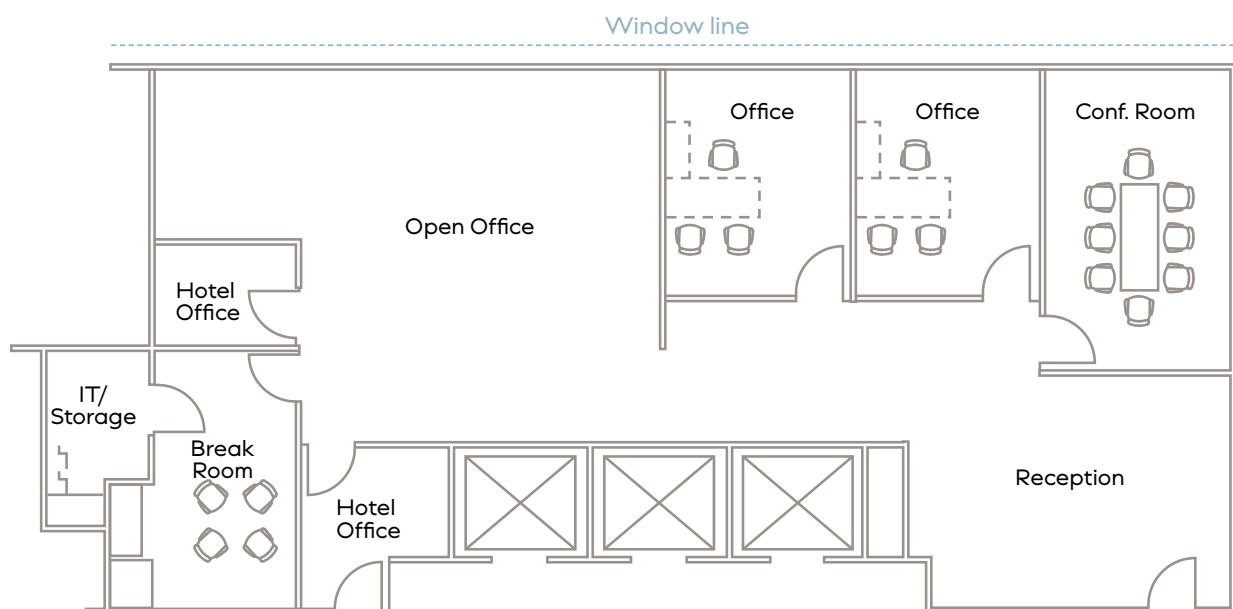 Window line
Office
Office
Conf. Room
Open Office
Hotel
Office
IT/
Storage
Break
Room
Hotel
Office
Reception